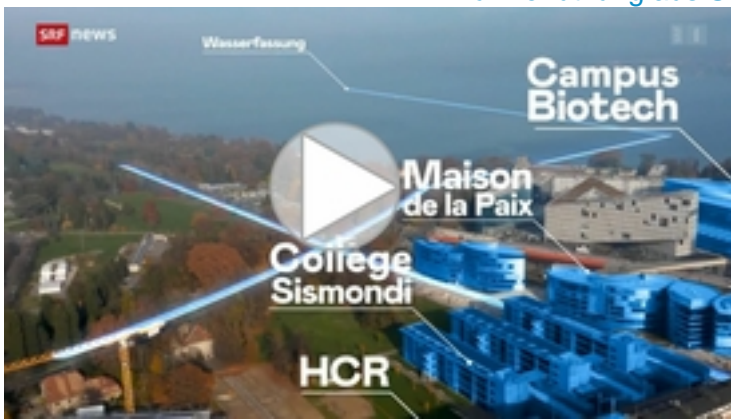 SRF news
Wasserfassung
Campus
Biotech
Maison
de la Paix
Collège
Sismondi
HCR